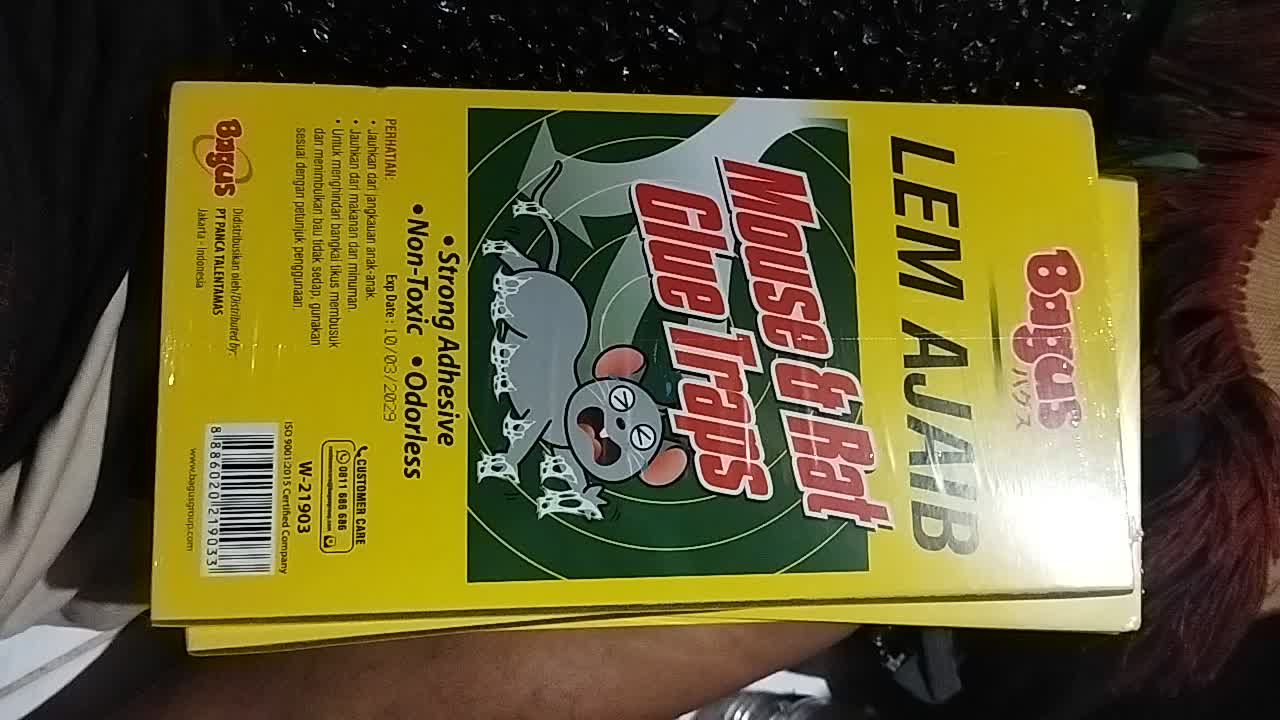 Bagus
バグス
LEM AJAIB
Mouse & Rat
Glue Traps
• Strong Adhesive
• Non-Toxic • Odorless
Exp Date : 10/03/2029
PERHATIAN:
• Jauhkan dari jangkauan anak-anak.
• Jauhkan dari makanan dan minuman.
• Untuk menghindari bangkai tikus membusuk
dan menimbulkan bau tidak sedap, gunakan
sesuai dengan petunjuk penggunaan.
CUSTOMER CARE
0811 686 686
W-21903
ISO 9001:2015 Certified Company
8886020219033
www.bagusgroup.com
Bagus
Didistribusikan oleh/Distributed by:
PT PANCA TALENTAMAS
Jakarta - Indonesia